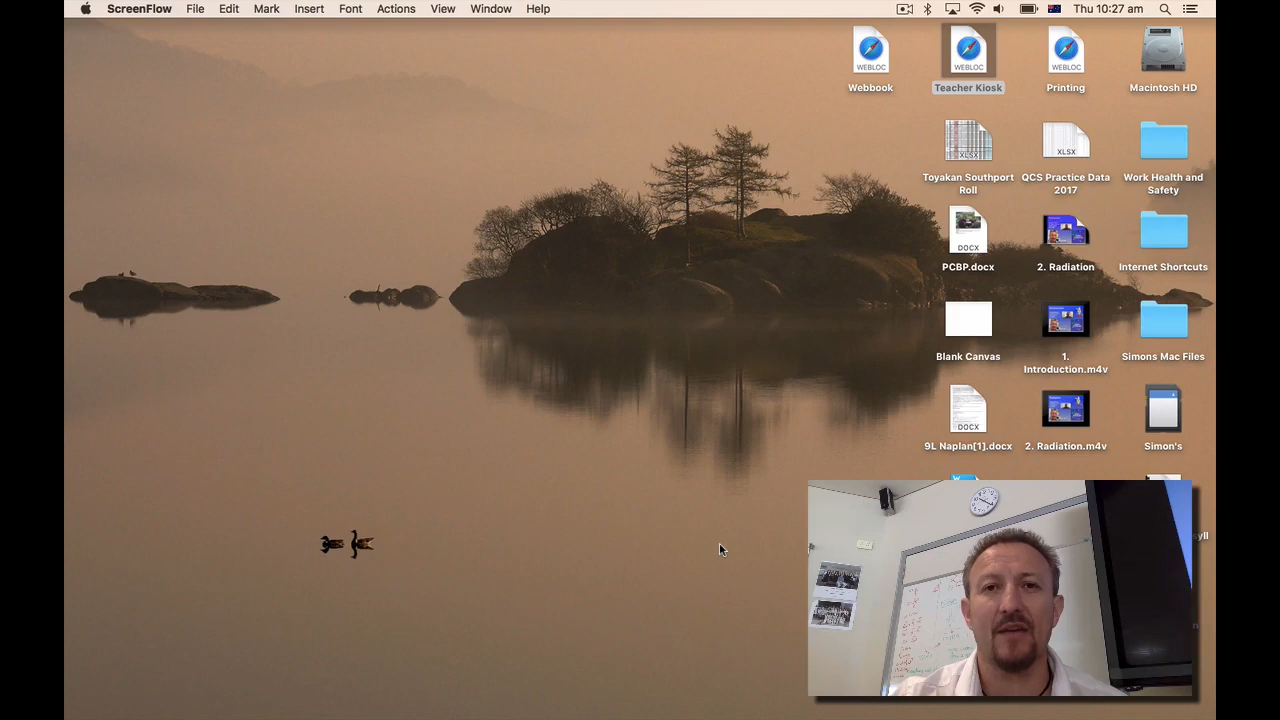 ScreenFlow File Edit Mark Insert Font Actions View Window Help Thu 10:27 am
WEBLOC WEBLOC WEBLOC
Webbook Teacher Kiosk Printing Macintosh HD
XLSX XLSX
Toyakan Southport Roll
QCS Practice Data 2017
Work Health and Safety
DOCX
PCBP.docx 2. Radiation Internet Shortcuts
Blank Canvas
1. Introduction.m4v
Simons Mac Files
DOCX
9L Naplan[1].docx 2. Radiation.m4v Simon's
syll